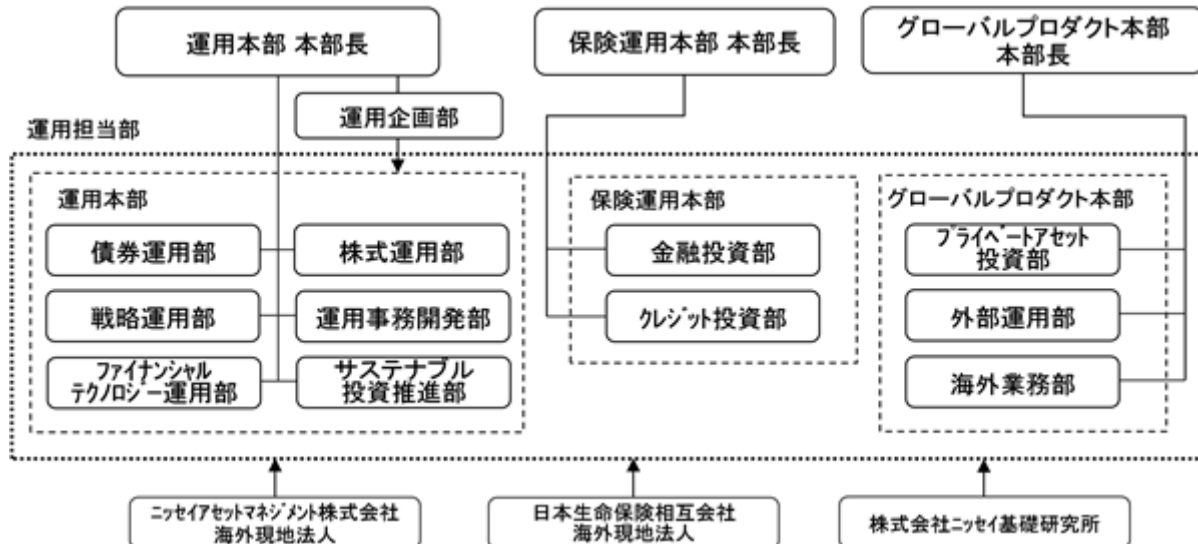 運用本部 本部長
保険運用本部 本部長
グローバルプロダクト本部
本部長
運用企画部
運用担当部
運用本部
債券運用部
株式運用部
戦略運用部
運用事務開発部
ファイナンシャル
テクノロジー運用部
サステナブル
投資推進部
保険運用本部
金融投資部
クレジット投資部
グローバルプロダクト本部
プライベートアセット
投資部
外部運用部
海外業務部
ニッセイアセットマネジメント株式会社
海外現地法人
日本生命保険相互会社
海外現地法人
株式会社ニッセイ基礎研究所